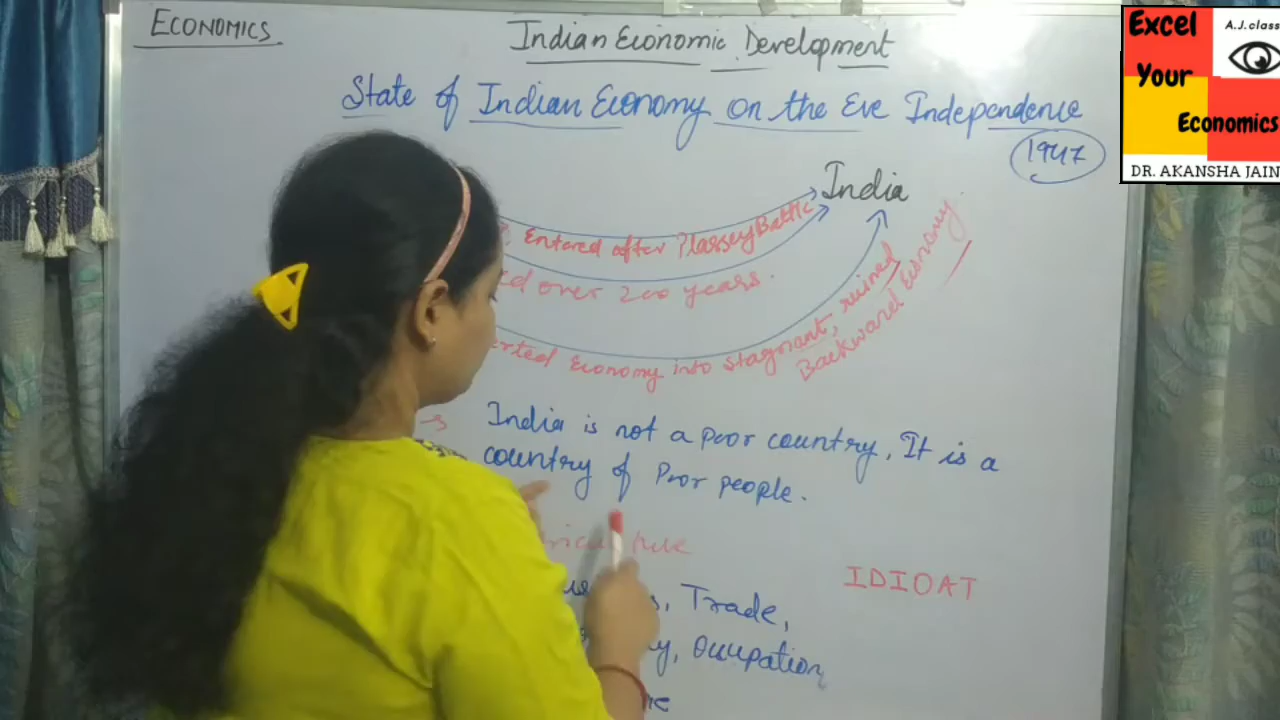 ECONOMICS
Indian Economic Development
State of Indian Economy on the Eve Independence
1947
India
Entered after Plassey Battle
over 200 years.
Economy into stagnant, ruined
Backward Economy
India is not a poor country, It is a
country of Poor people.
IDIOAT
Trade,
Occupation
Excel
Your
Economics
A.J.class
DR. AKANSHA JAIN